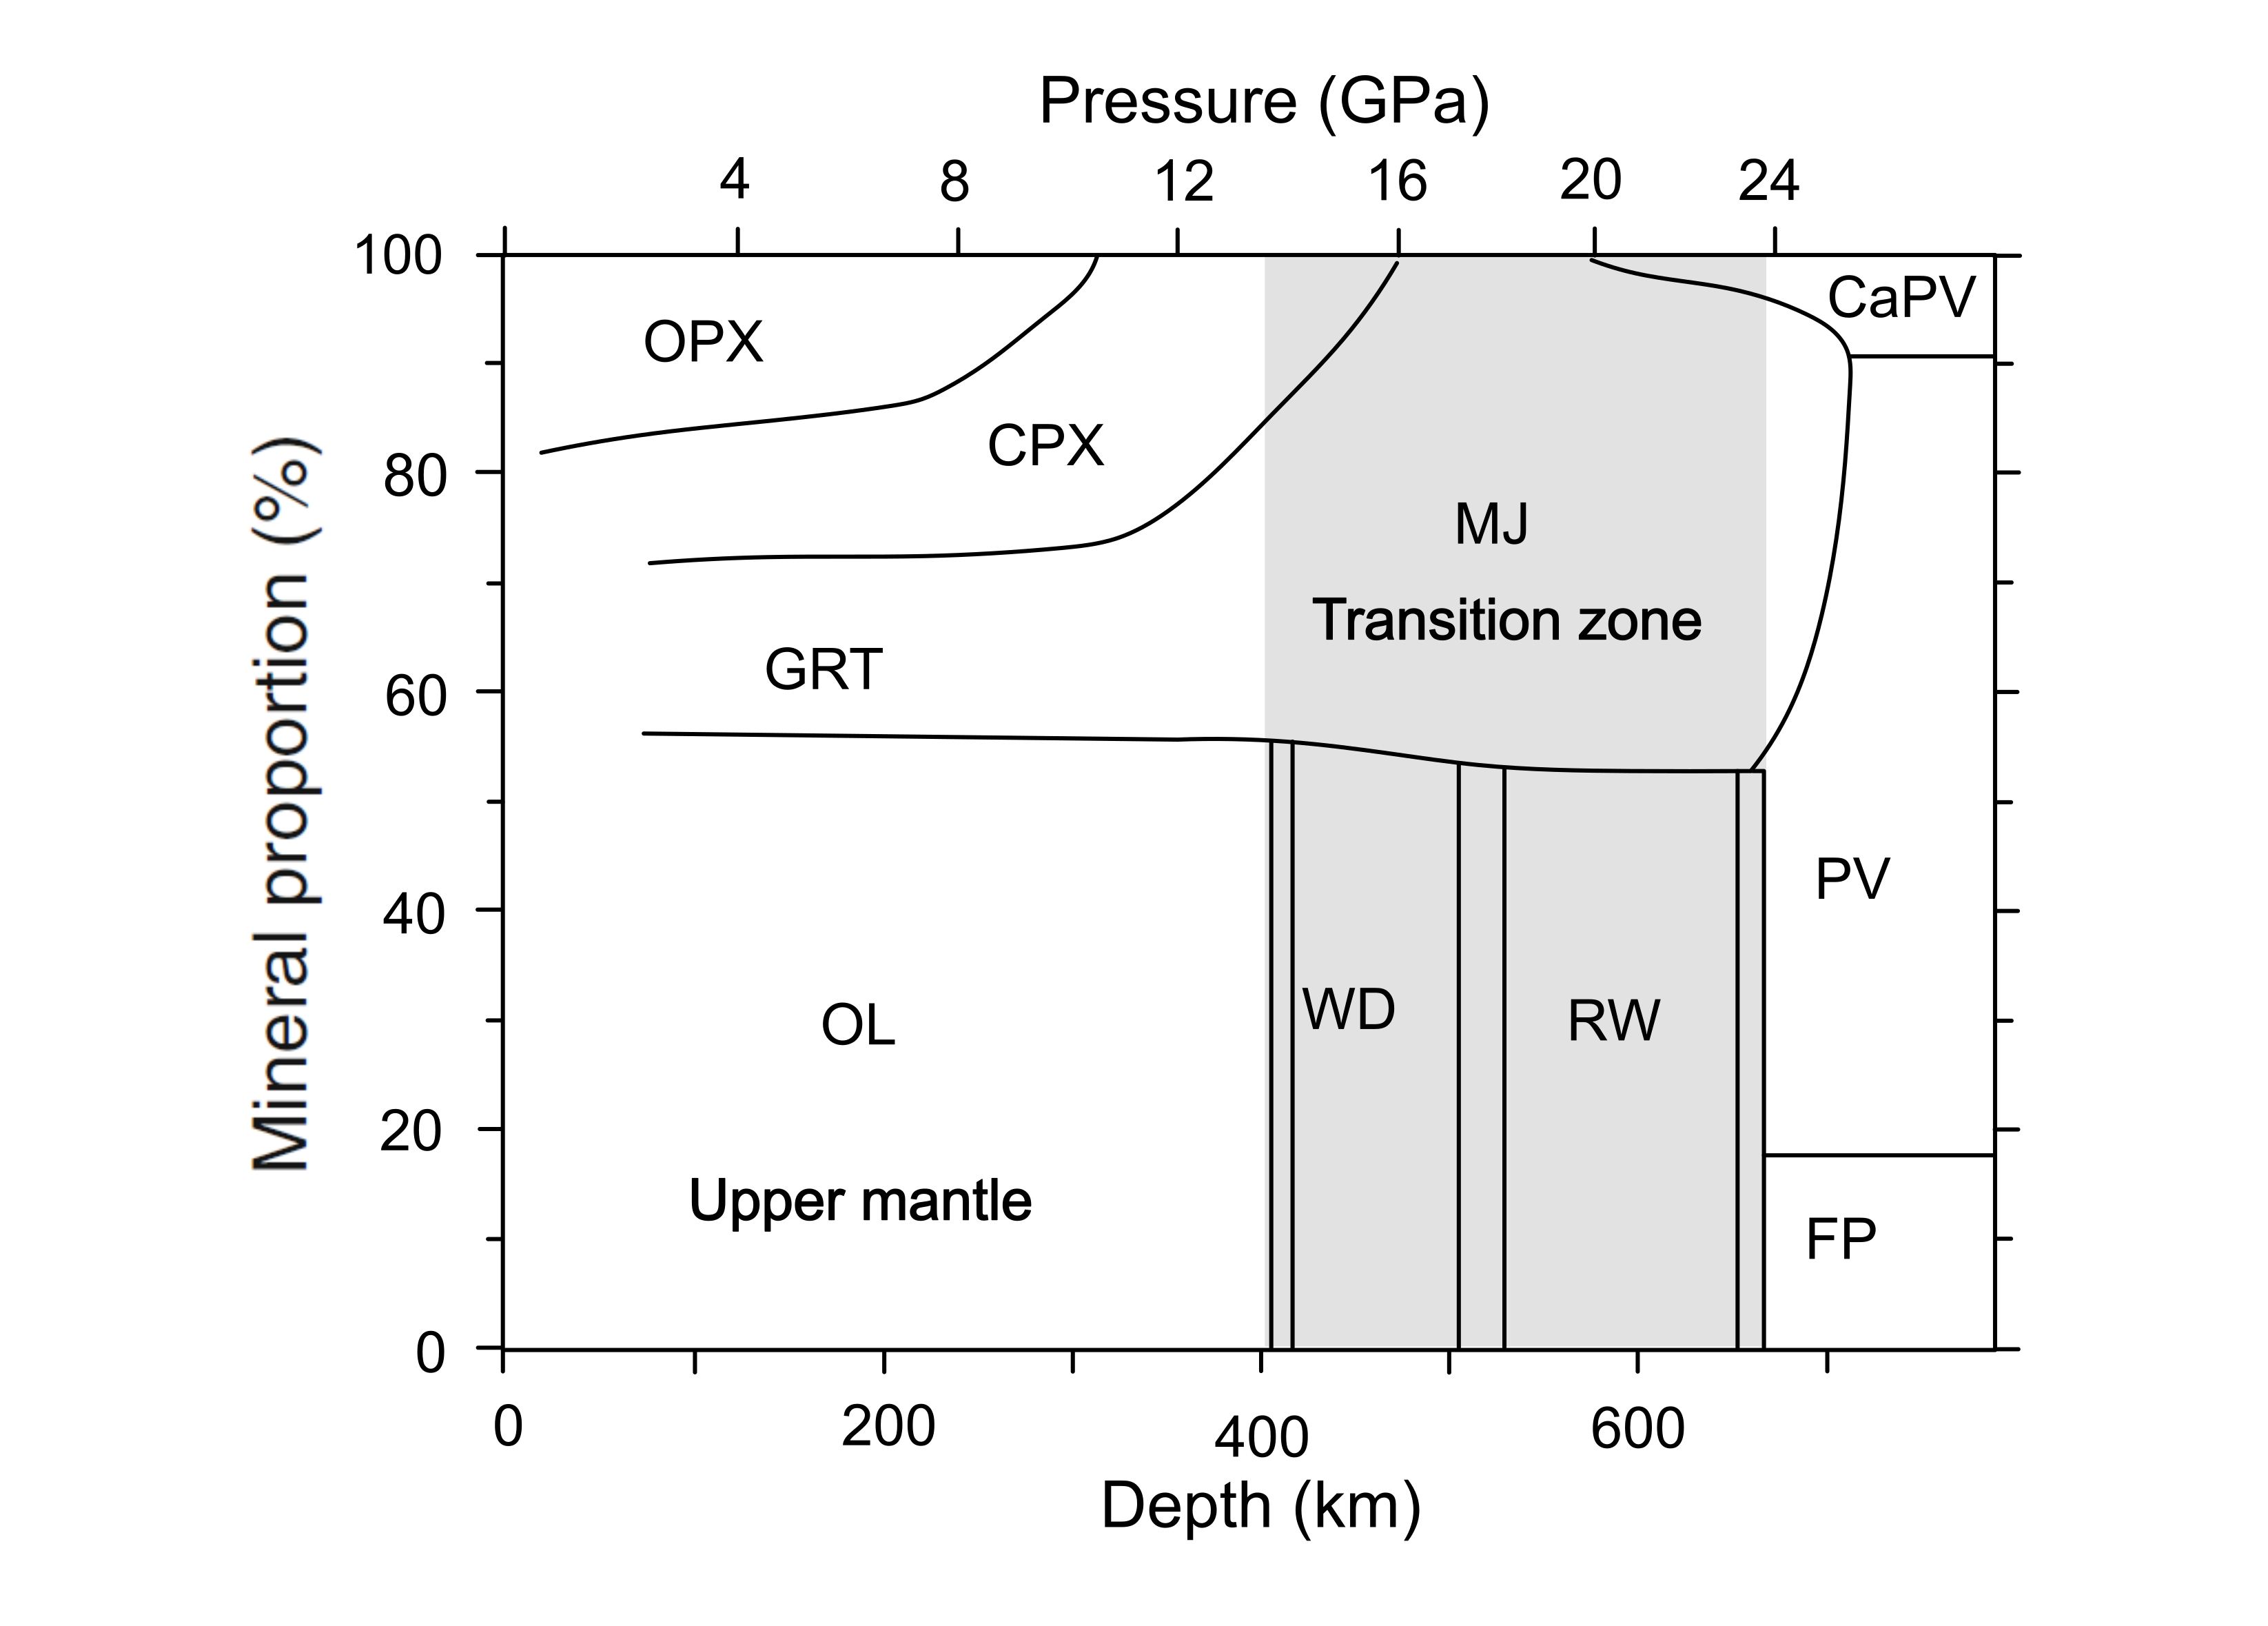 Pressure (GPa)
4 8 12 16 20 24
100
80
60
40
20
0
Mineral proportion (%)
OPX
CPX
CaPV
MJ
Transition zone
GRT
PV
OL
WD
RW
Upper mantle
FP
0 200 400 600
Depth (km)